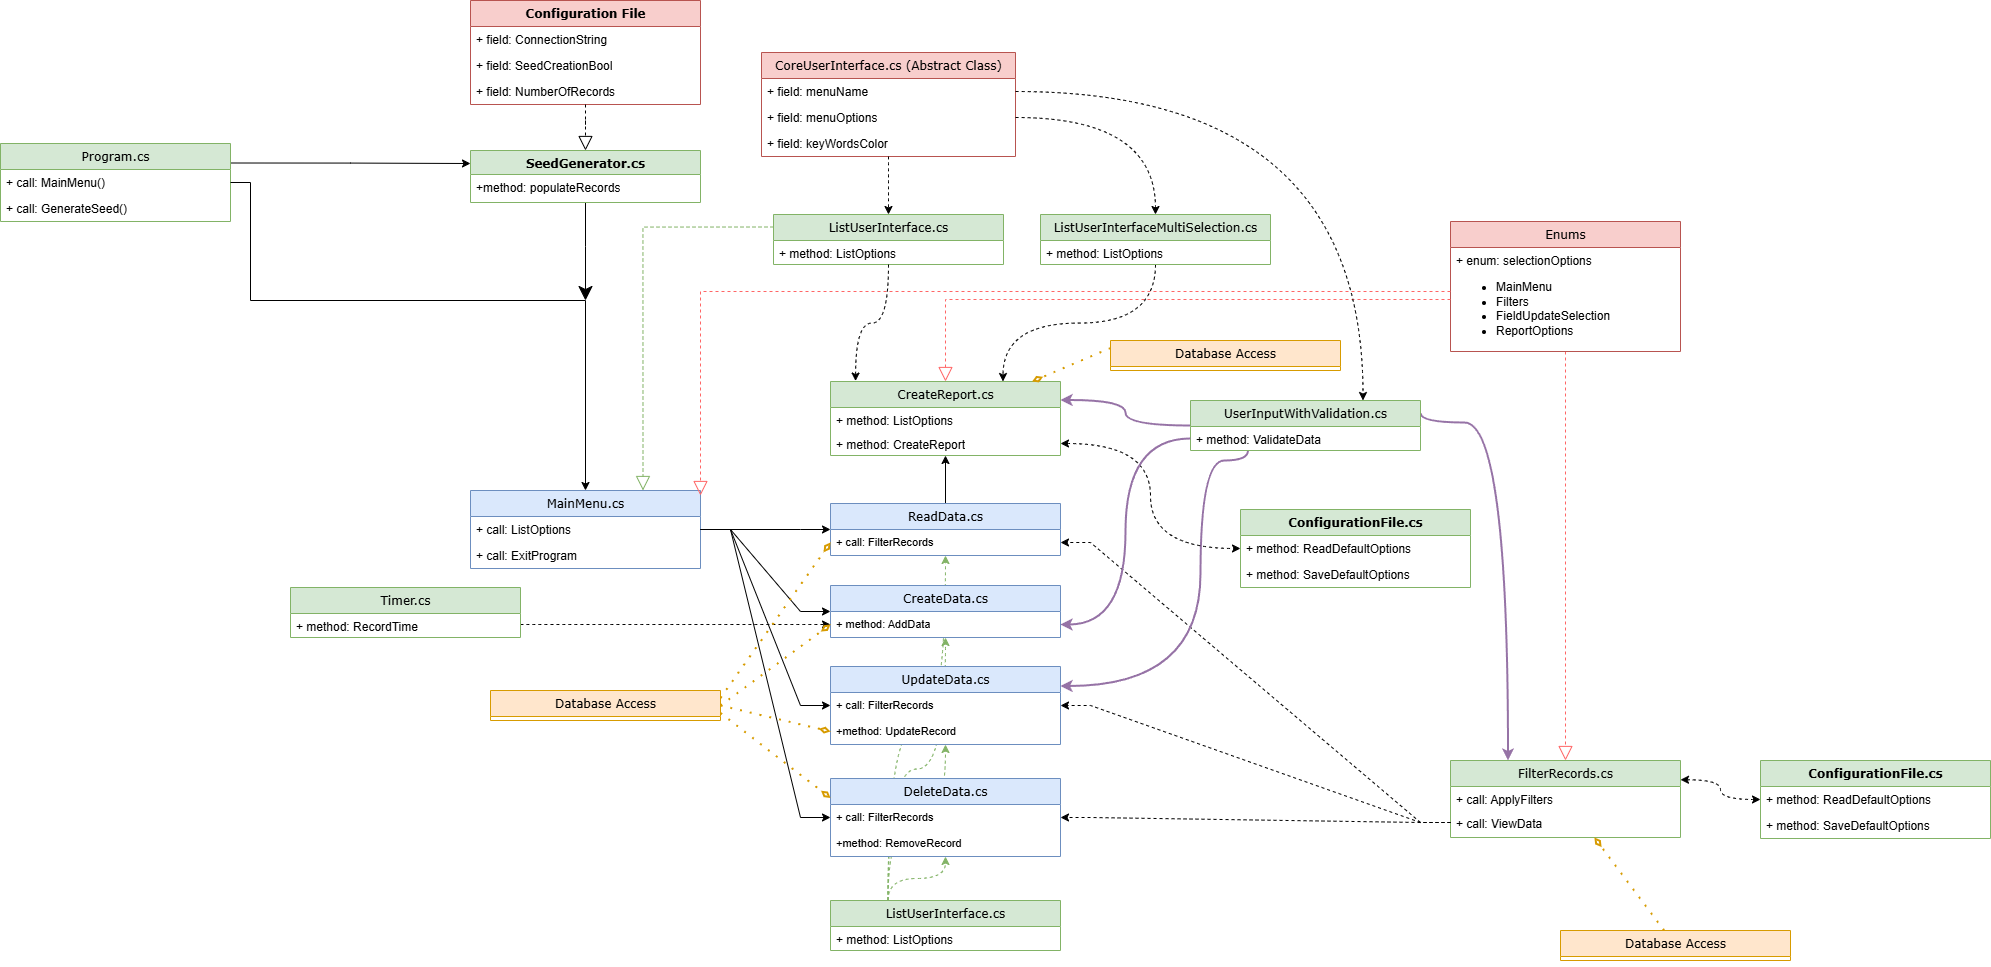 Configuration File
+ field: ConnectionString
+ field: SeedCreationBool
+ field: NumberOfRecords
CoreUserInterface.cs (Abstract Class)
+ field: menuName
+ field: menuOptions
+ field: keyWordsColor
Program.cs
+ call: MainMenu()
+ call: GenerateSeed()
SeedGenerator.cs
+method: populateRecords
ListUserInterface.cs
+ method: ListOptions
ListUserInterfaceMultiSelection.cs
+ method: ListOptions
Enums
+ enum: selectionOptions
• MainMenu
• Filters
• FieldUpdateSelection
• ReportOptions
Database Access
CreateReport.cs
+ method: ListOptions
+ method: CreateReport
UserInputWithValidation.cs
+ method: ValidateData
MainMenu.cs
+ call: ListOptions
+ call: ExitProgram
ReadData.cs
+ call: FilterRecords
ConfigurationFile.cs
+ method: ReadDefaultOptions
+ method: SaveDefaultOptions
Timer.cs
+ method: RecordTime
CreateData.cs
+ method: AddData
Database Access
UpdateData.cs
+ call: FilterRecords
+method: UpdateRecord
DeleteData.cs
+ call: FilterRecords
+method: RemoveRecord
FilterRecords.cs
+ call: ApplyFilters
+ call: ViewData
ConfigurationFile.cs
+ method: ReadDefaultOptions
+ method: SaveDefaultOptions
ListUserInterface.cs
+ method: ListOptions
Database Access